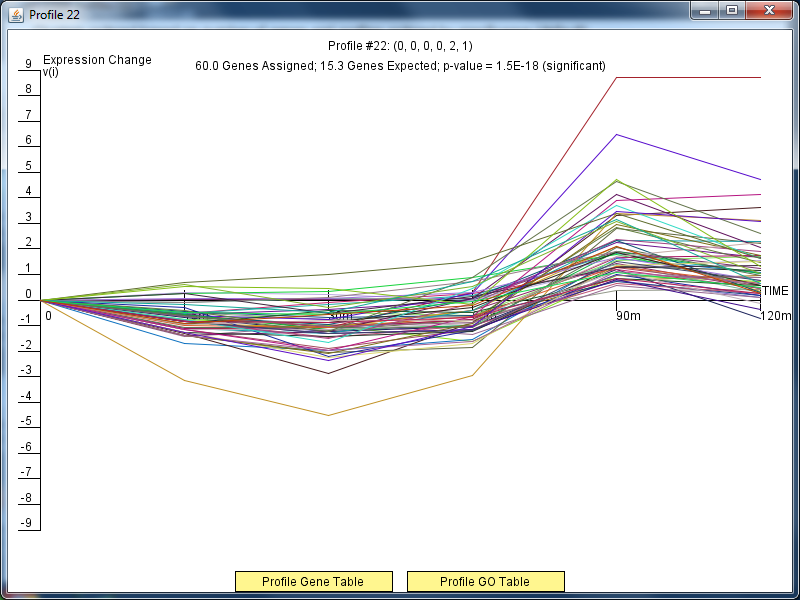 Profile 22
Profile #22: (0, 0, 0, 0, 2, 1)
60.0 Genes Assigned; 15.3 Genes Expected; p-value = 1.5E-18 (significant)
Expression Change
v(i)
9
8
7
6
5
4
3
2
1
0
-1
-2
-3
-4
-5
-6
-7
-8
-9
TIME
0
30m
90m
120m
Profile Gene Table
Profile GO Table